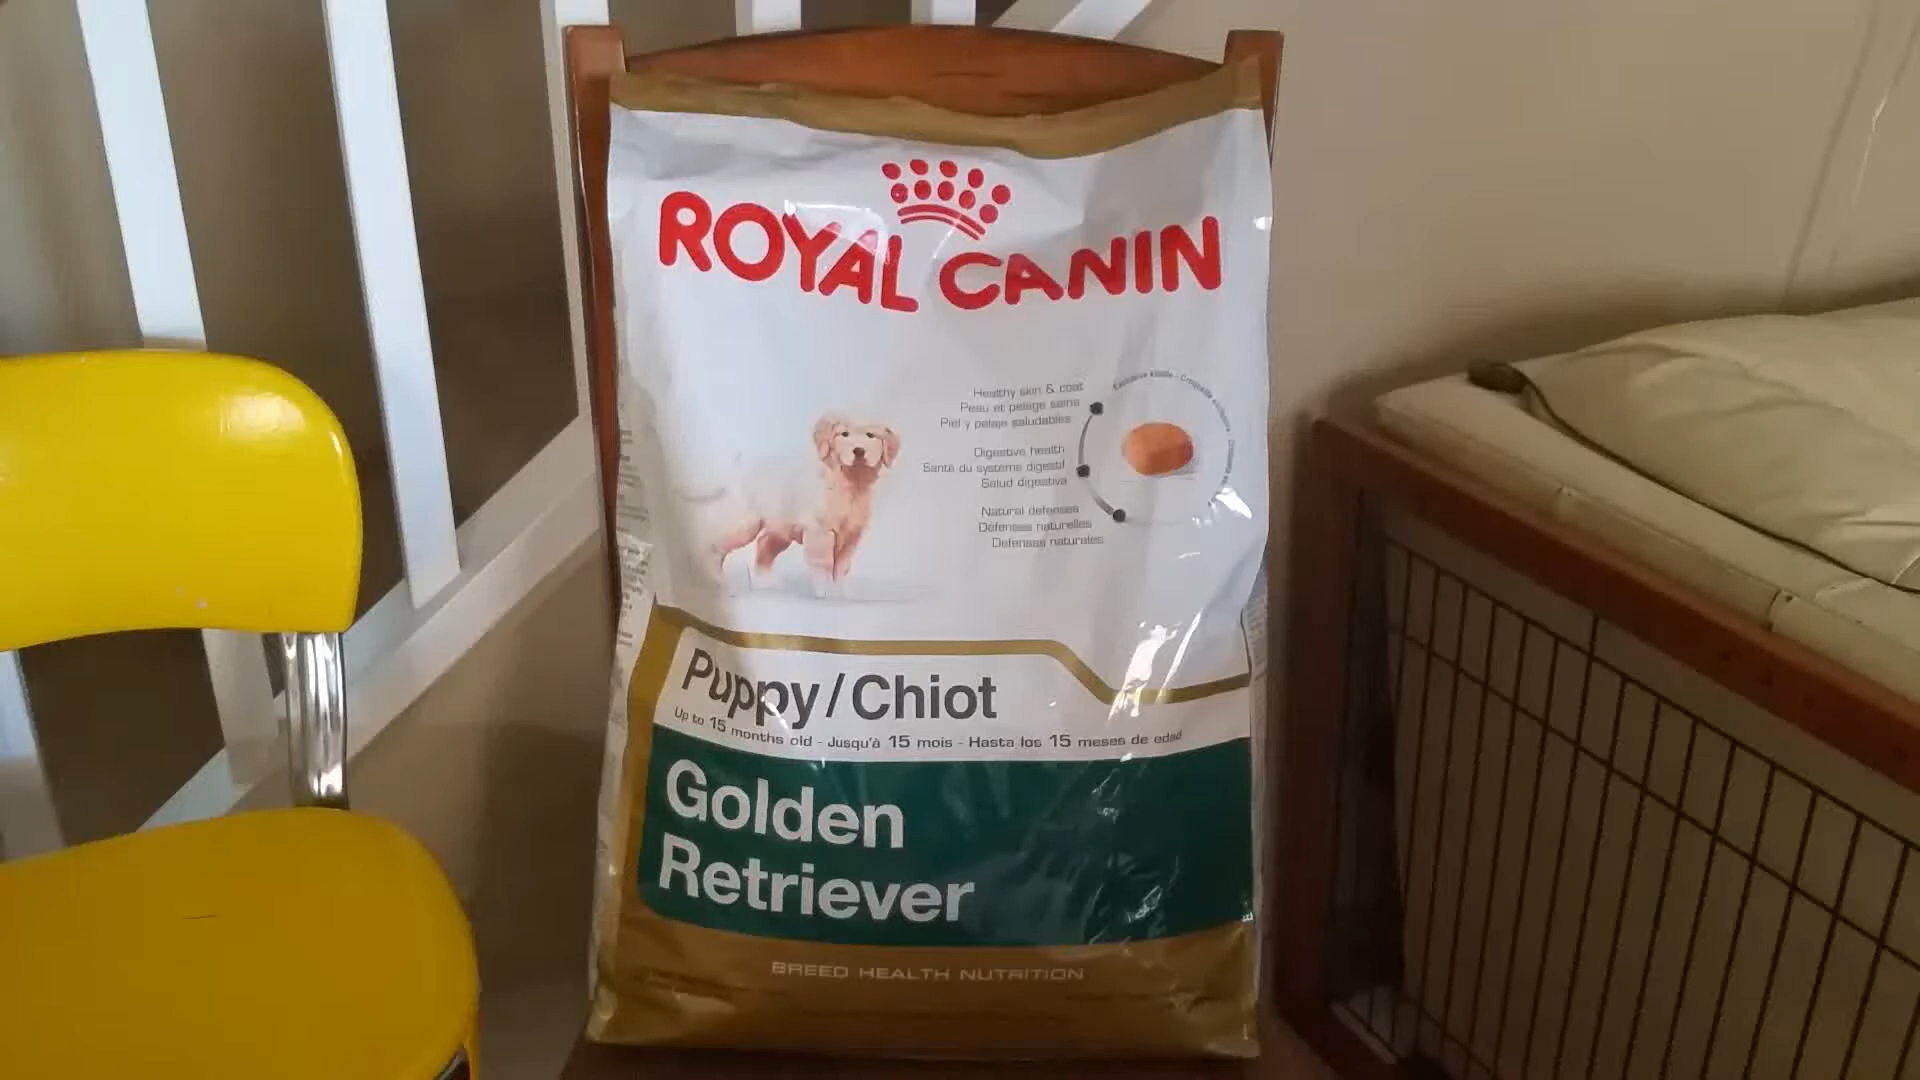 ROYAL CANIN
Healthy skin & coat
Peau et pelage sains
Piel y pelaje saludables
Digestive health
Santé du système digestif
Salud digestiva
Natural defenses
Défenses naturelles
Defensas naturales
Puppy/Chiot
Up to 15 months old - Jusqu'à 15 mois - Hasta los 15 meses de edad
Golden
Retriever
BREED HEALTH NUTRITION